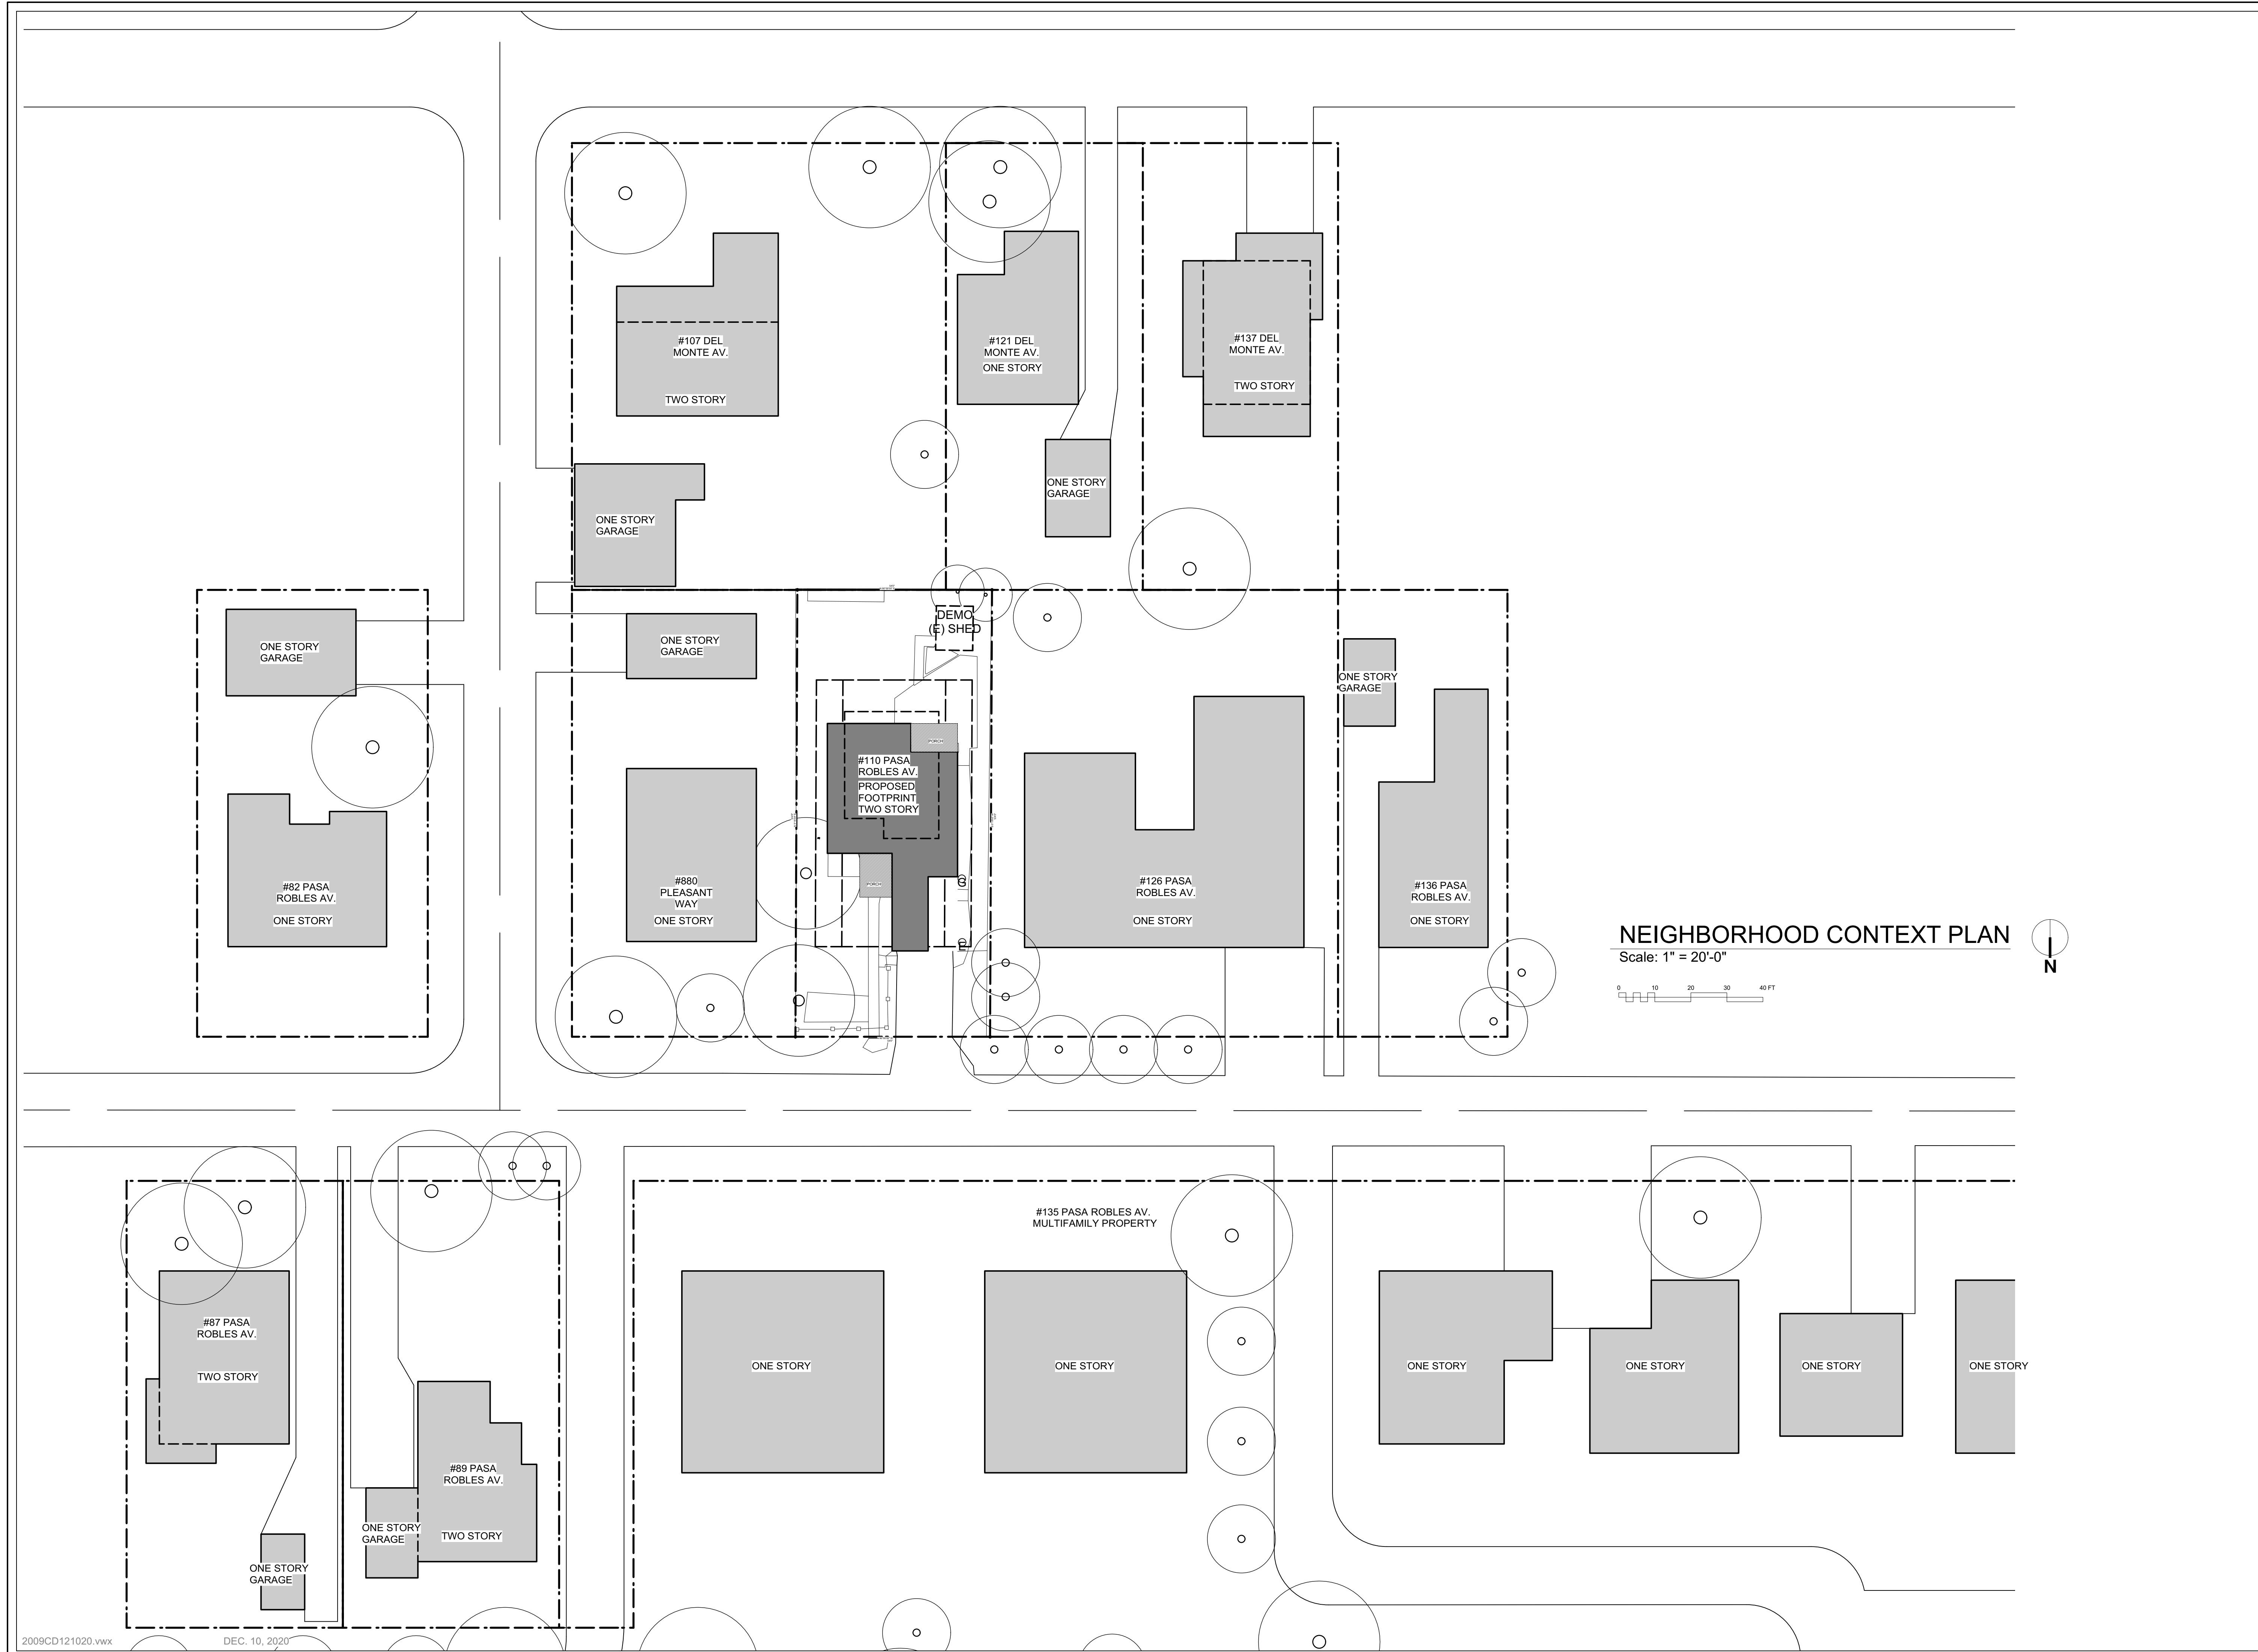 #107 DEL
MONTE AV.
TWO STORY
#121 DEL
MONTE AV.
ONE STORY
#137 DEL
MONTE AV.
TWO STORY
ONE STORY
GARAGE
ONE STORY
GARAGE
ONE STORY
GARAGE
ONE STORY
GARAGE
DEMO
(E) SHED
ONE STORY
GARAGE
PORCH
#110 PASA
ROBLES AV.
PROPOSED
FOOTPRINT
TWO STORY
PORCH
G
E
#82 PASA
ROBLES AV.
ONE STORY
#880
PLEASANT
WAY
ONE STORY
#126 PASA
ROBLES AV.
ONE STORY
#136 PASA
ROBLES AV.
ONE STORY
NEIGHBORHOOD CONTEXT PLAN
Scale: 1" = 20'-0"
N
0 10 20 30 40 FT
#135 PASA ROBLES AV.
MULTIFAMILY PROPERTY
#87 PASA
ROBLES AV.
TWO STORY
ONE STORY
ONE STORY
ONE STORY
ONE STORY
ONE STORY
ONE STORY
#89 PASA
ROBLES AV.
TWO STORY
ONE STORY
GARAGE
ONE STORY
GARAGE
2009CD121020.vwx
DEC. 10, 2020